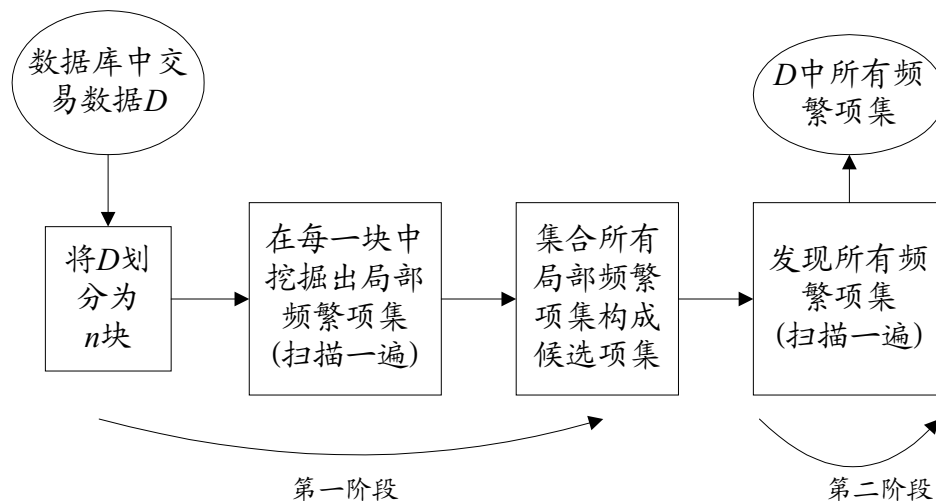 数据库中交
易数据D
D中所有频
繁项集
将D划
分为
n块
在每一块中
挖掘出局部
频繁项集
(扫描一遍)
集合所有
局部频繁
项集构成
候选项集
发现所有频
繁项集
(扫描一遍)
第一阶段
第二阶段